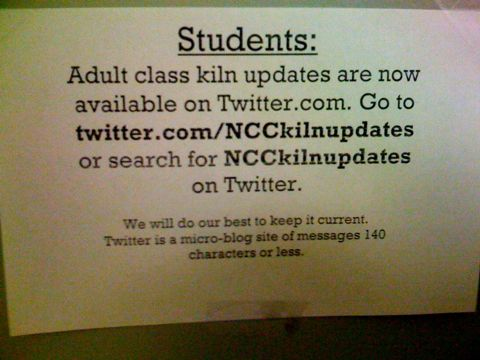 Students:
Adult class kiln updates are now
available on Twitter.com. Go to
twitter.com/NCCkilnupdates
or search for NCCkilnupdates
on Twitter.
We will do our best to keep it current.
Twitter is a micro-blog site of messages 140
characters or less.